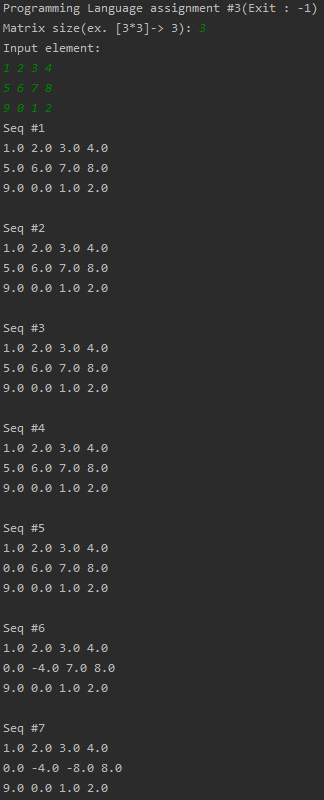 Programming Language assignment #3(Exit : -1)
Matrix size(ex. [3*3]-> 3): 3
Input element:
1 2 3 4
5 6 7 8
9 0 1 2
Seq #1
1.0 2.0 3.0 4.0
5.0 6.0 7.0 8.0
9.0 0.0 1.0 2.0
Seq #2
1.0 2.0 3.0 4.0
5.0 6.0 7.0 8.0
9.0 0.0 1.0 2.0
Seq #3
1.0 2.0 3.0 4.0
5.0 6.0 7.0 8.0
9.0 0.0 1.0 2.0
Seq #4
1.0 2.0 3.0 4.0
5.0 6.0 7.0 8.0
9.0 0.0 1.0 2.0
Seq #5
1.0 2.0 3.0 4.0
0.0 6.0 7.0 8.0
9.0 0.0 1.0 2.0
Seq #6
1.0 2.0 3.0 4.0
0.0 -4.0 7.0 8.0
9.0 0.0 1.0 2.0
Seq #7
1.0 2.0 3.0 4.0
0.0 -4.0 -8.0 8.0
9.0 0.0 1.0 2.0